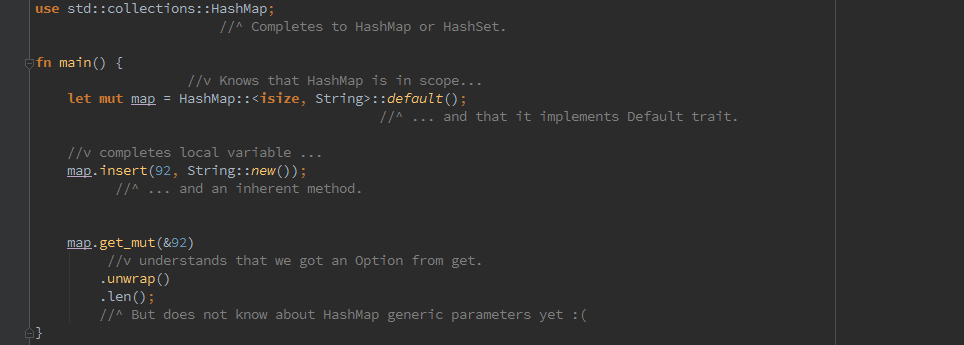 use std::collections::HashMap;
//^ Completes to HashMap or HashSet.
fn main() {
//v Knows that HashMap is in scope...
let mut map = HashMap::<isize, String>::default();
//^ ... and that it implements Default trait.
//v completes local variable ...
map.insert(92, String::new());
//^ ... and an inherent method.
map.get_mut(&92)
//v understands that we got an Option from get.
.unwrap()
.len();
//^ But does not know about HashMap generic parameters yet :(
}